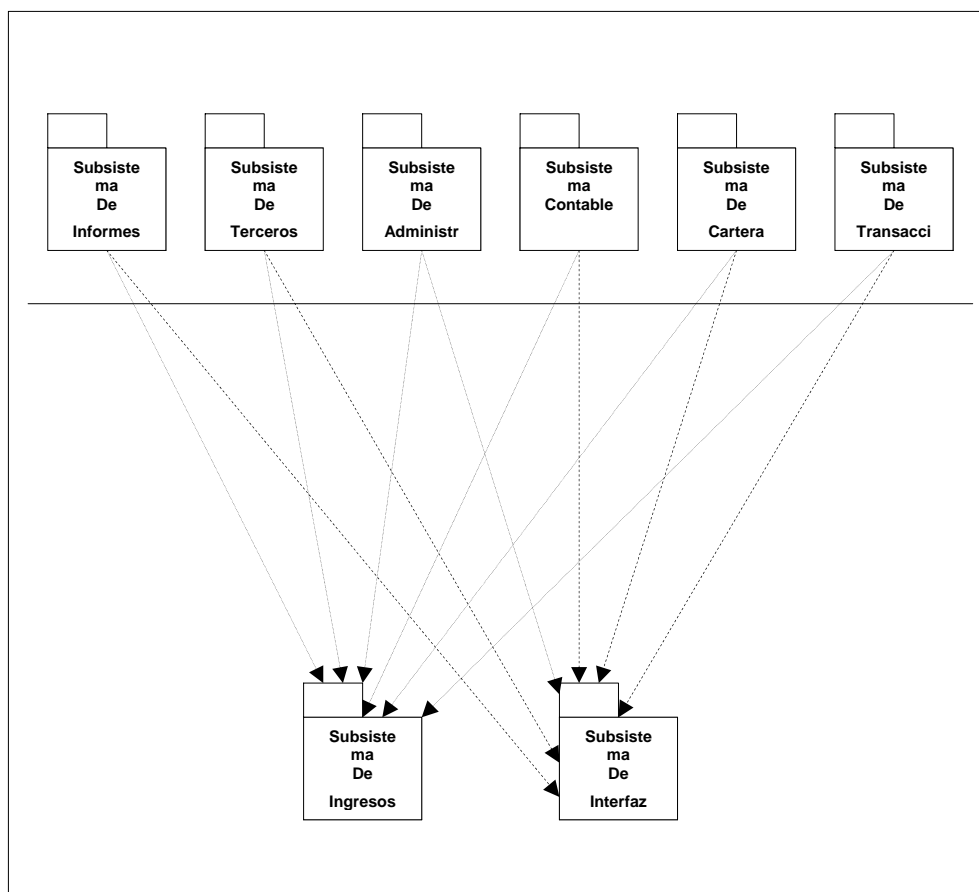 Subsiste
ma
De
Informes
Subsiste
ma
De
Terceros
Subsiste
ma
De
Administr
Subsiste
ma
Contable
Subsiste
ma
De
Cartera
Subsiste
ma
De
Transacci
Subsiste
ma
De
Ingresos
Subsiste
ma
De
Interfaz